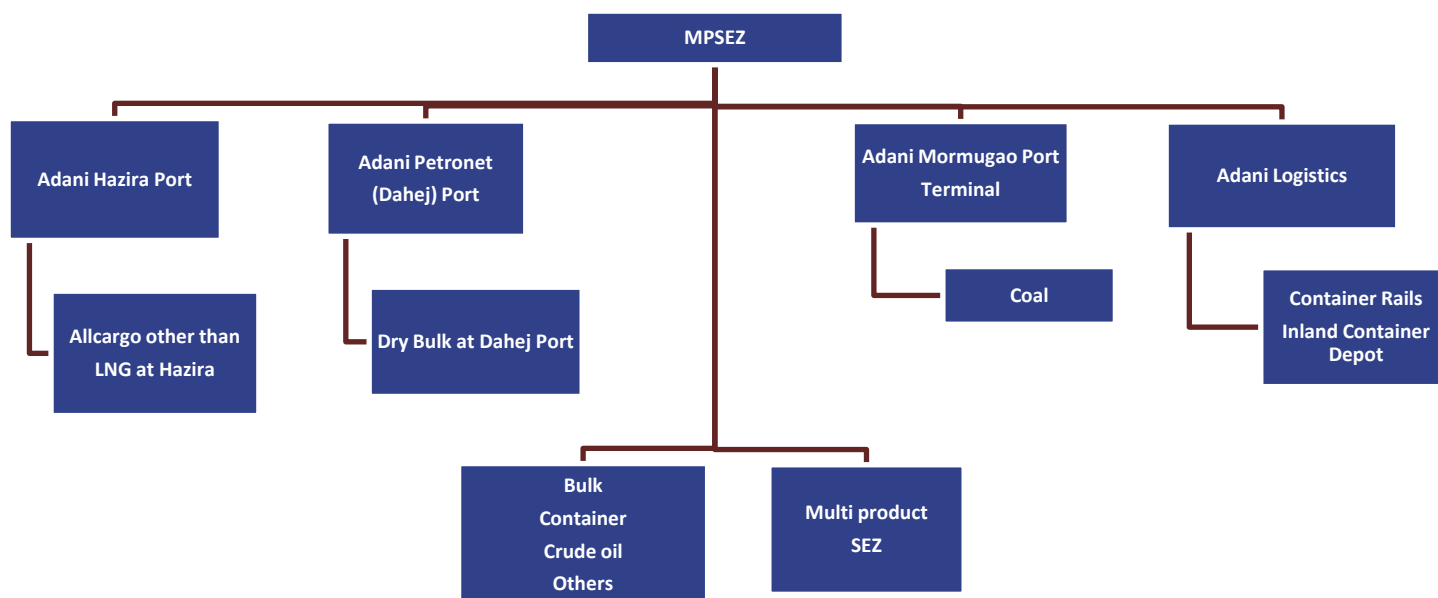 MPSEZ
Adani Hazira Port
Adani Petronet
(Dahej) Port
Adani Mormugao Port
Terminal
Adani Logistics
Allcargo other than
LNG at Hazira
Dry Bulk at Dahej Port
Coal
Container Rails
Inland Container
Depot
Bulk
Container
Crude oil
Others
Multi product
SEZ